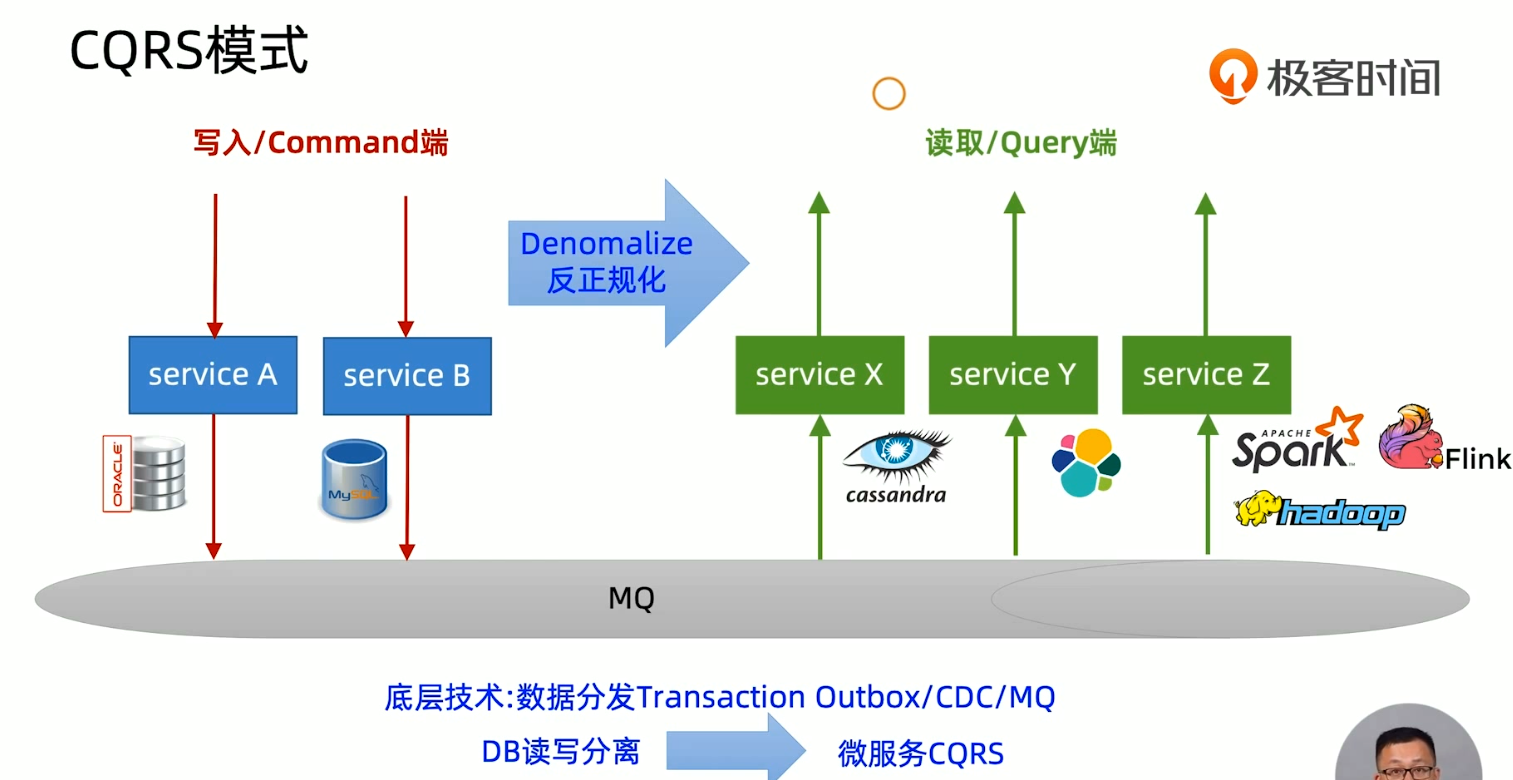 CQRS模式
极客时间
写入/Command端
读取/Query端
Denomalize
反正规化
service A
service B
service X
service Y
service Z
ORACLE
MySQL
cassandra
APACHE
Spark
Flink
hadoop
MQ
底层技术:数据分发Transaction Outbox/CDC/MQ
DB读写分离
微服务CQRS